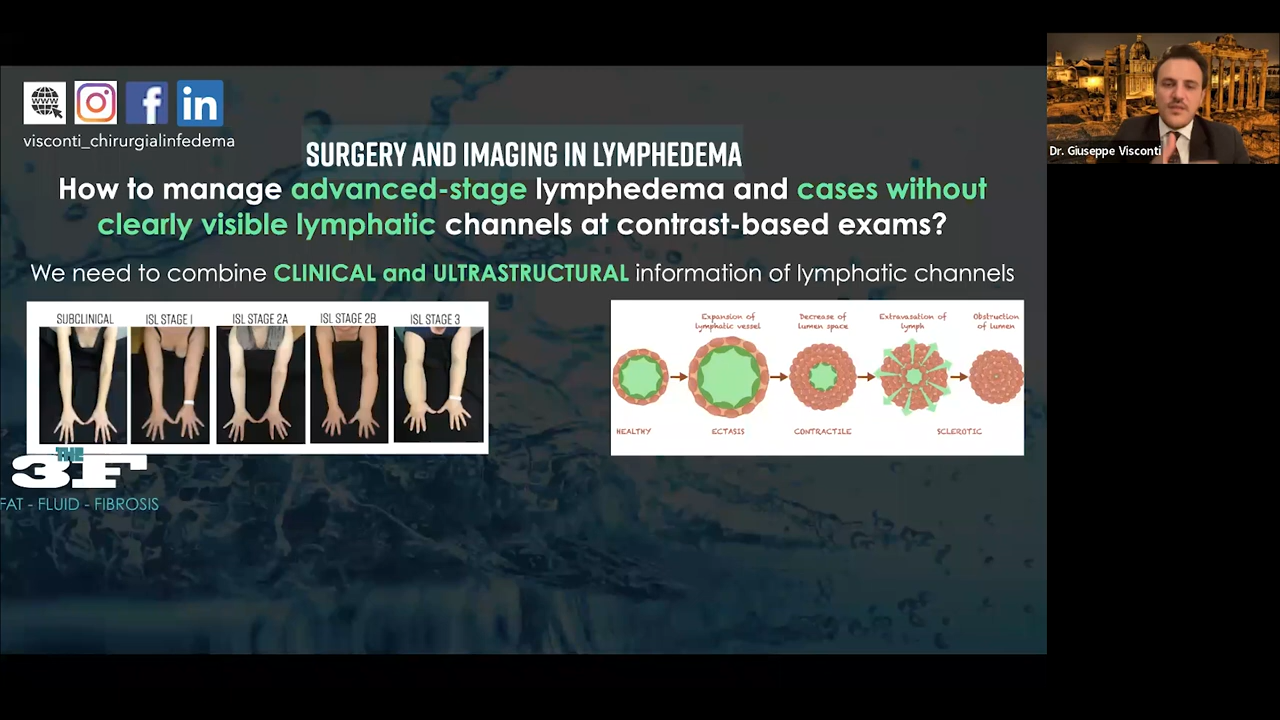 WWW
visconti_chirurgialinfedema
SURGERY AND IMAGING IN LYMPHEDEMA
How to manage advanced-stage lymphedema and cases without
clearly visible lymphatic channels at contrast-based exams?
We need to combine CLINICAL and ULTRASTRUCTURAL information of lymphatic channels
SUBCLINICAL ISL STAGE I ISL STAGE 2A ISL STAGE 2B ISL STAGE 3
Expansion of
lymphatic vessel
Decrease of
lumen space
Extravasation of
lymph
Obstruction
of lumen
HEALTHY ECTASIS CONTRACTILE SCLEROTIC
THE
3F
FAT - FLUID - FIBROSIS
Dr. Giuseppe Visconti